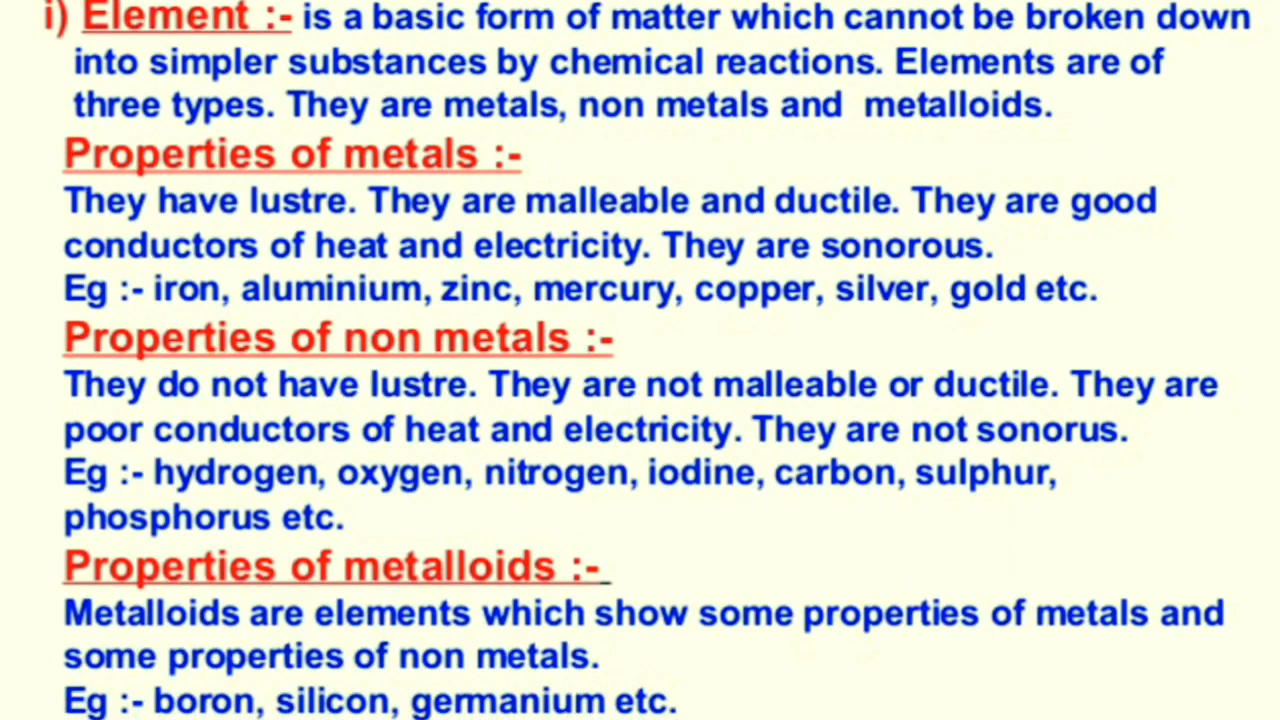 i) Element :- is a basic form of matter which cannot be broken down
into simpler substances by chemical reactions. Elements are of
three types. They are metals, non metals and metalloids.
Properties of metals :-
They have lustre. They are malleable and ductile. They are good
conductors of heat and electricity. They are sonorous.
Eg :- iron, aluminium, zinc, mercury, copper, silver, gold etc.
Properties of non metals :-
They do not have lustre. They are not malleable or ductile. They are
poor conductors of heat and electricity. They are not sonorus.
Eg :- hydrogen, oxygen, nitrogen, iodine, carbon, sulphur,
phosphorus etc.
Properties of metalloids :-
Metalloids are elements which show some properties of metals and
some properties of non metals.
Eg :- boron, silicon, germanium etc.